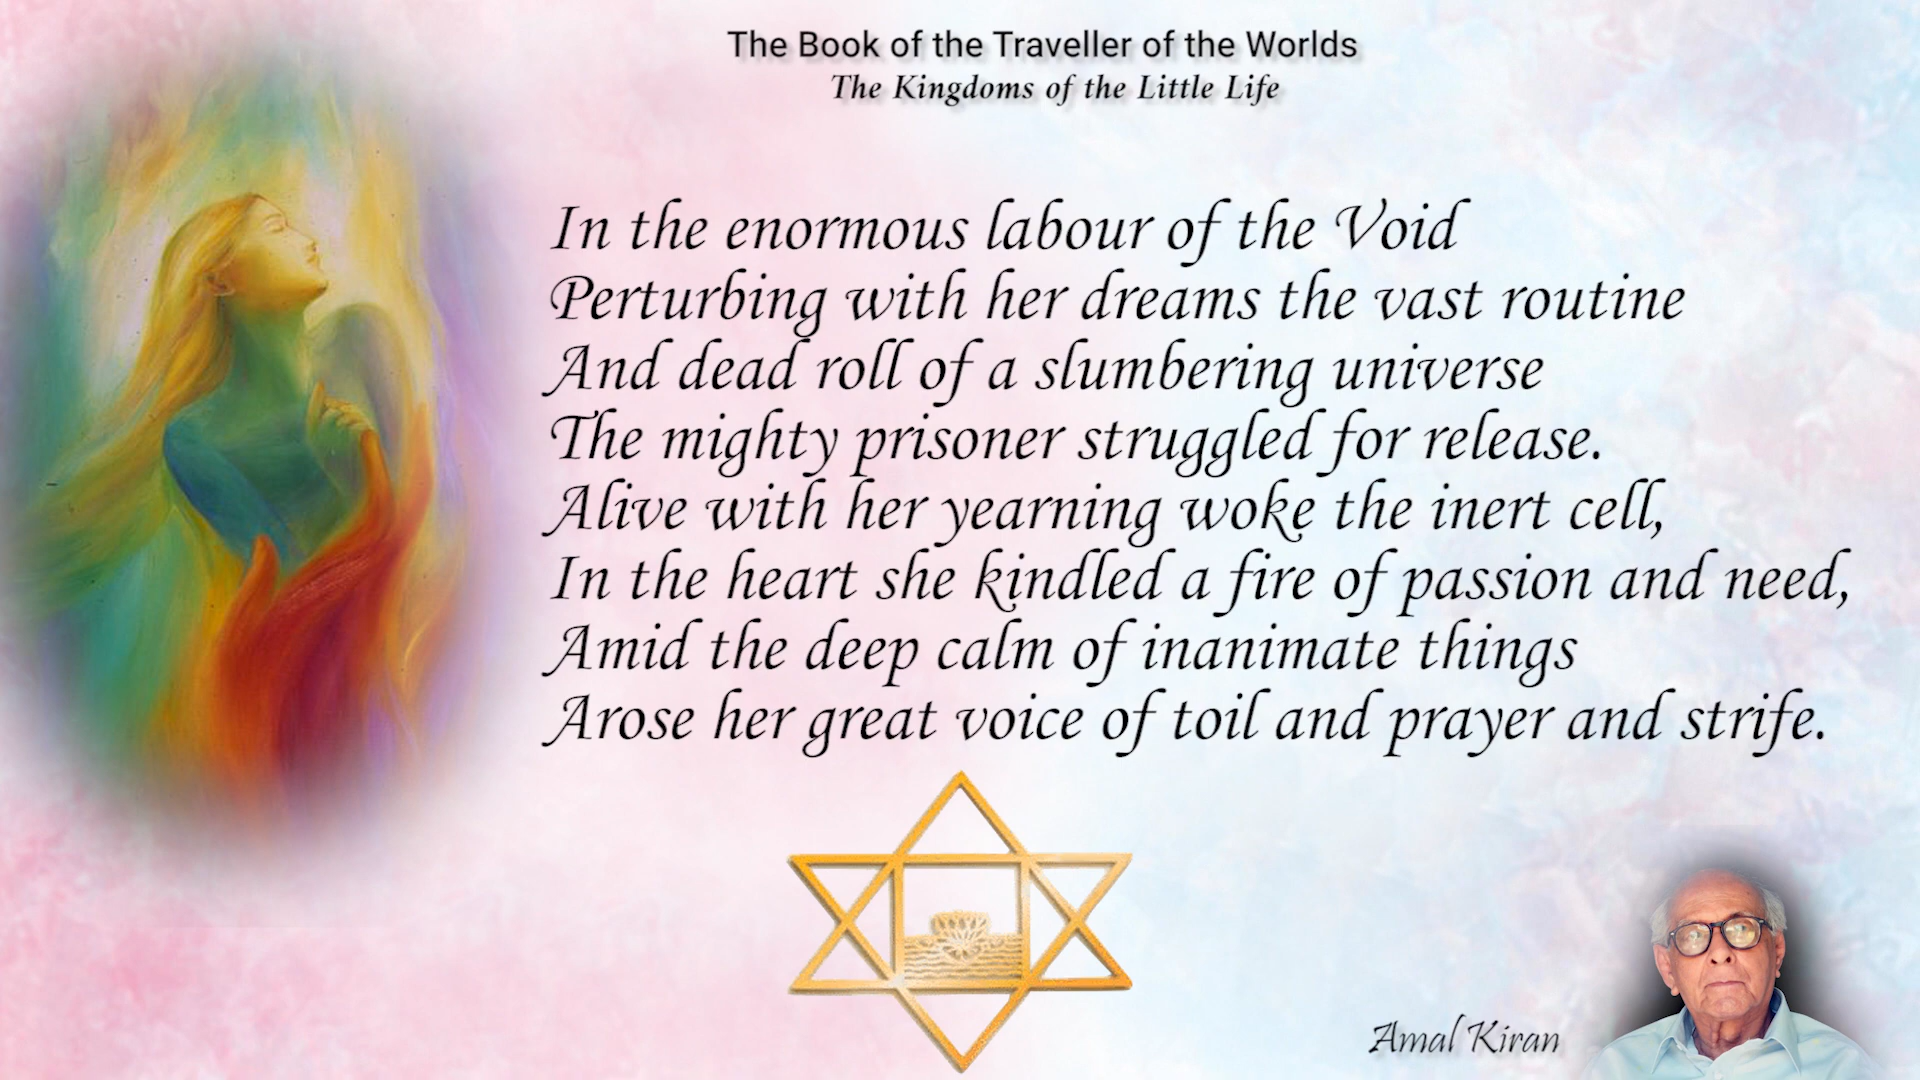 The Book of the Traveller of the Worlds
The Kingdoms of the Little Life
In the enormous labour of the Void
Perturbing with her dreams the vast routine
And dead roll of a slumbering universe
The mighty prisoner struggled for release.
Alive with her yearning woke the inert cell,
In the heart she kindled a fire of passion and need,
Amid the deep calm of inanimate things
Arose her great voice of toil and prayer and strife.
Amal Kiran